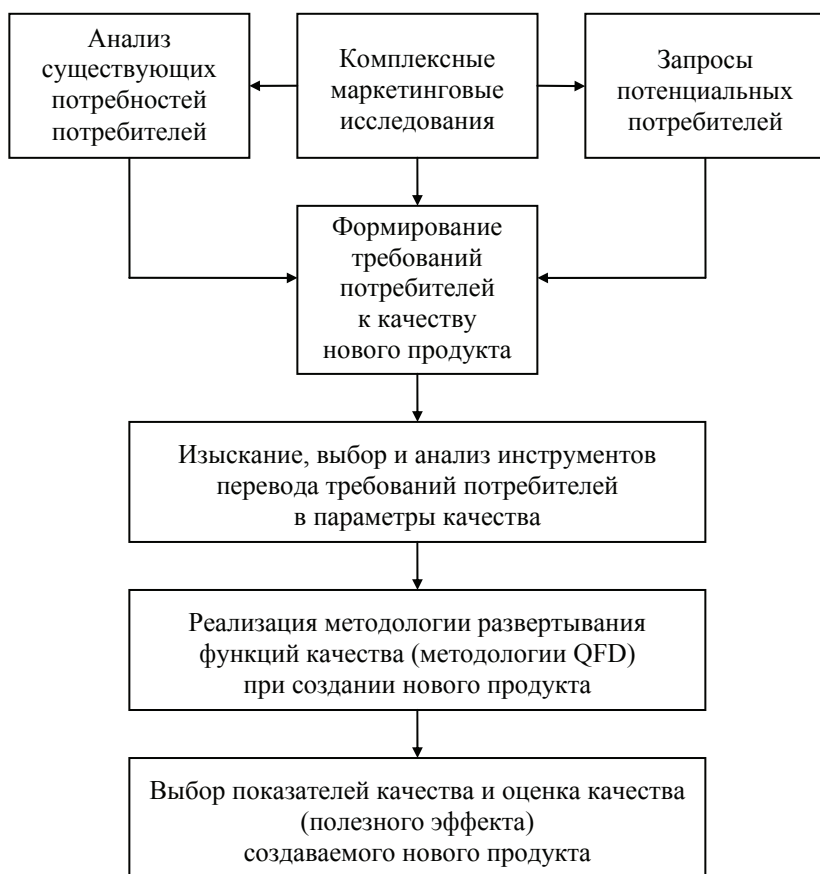 Анализ
существующих
потребностей
потребителей
Комплексные
маркетинговые
исследования
Запросы
потенциальных
потребителей
Формирование
требований
потребителей
к качеству
нового продукта
Изыскание, выбор и анализ инструментов
перевода требований потребителей
в параметры качества
Реализация методологии развертывания
функций качества (методологии QFD)
при создании нового продукта
Выбор показателей качества и оценка качества
(полезного эффекта)
создаваемого нового продукта